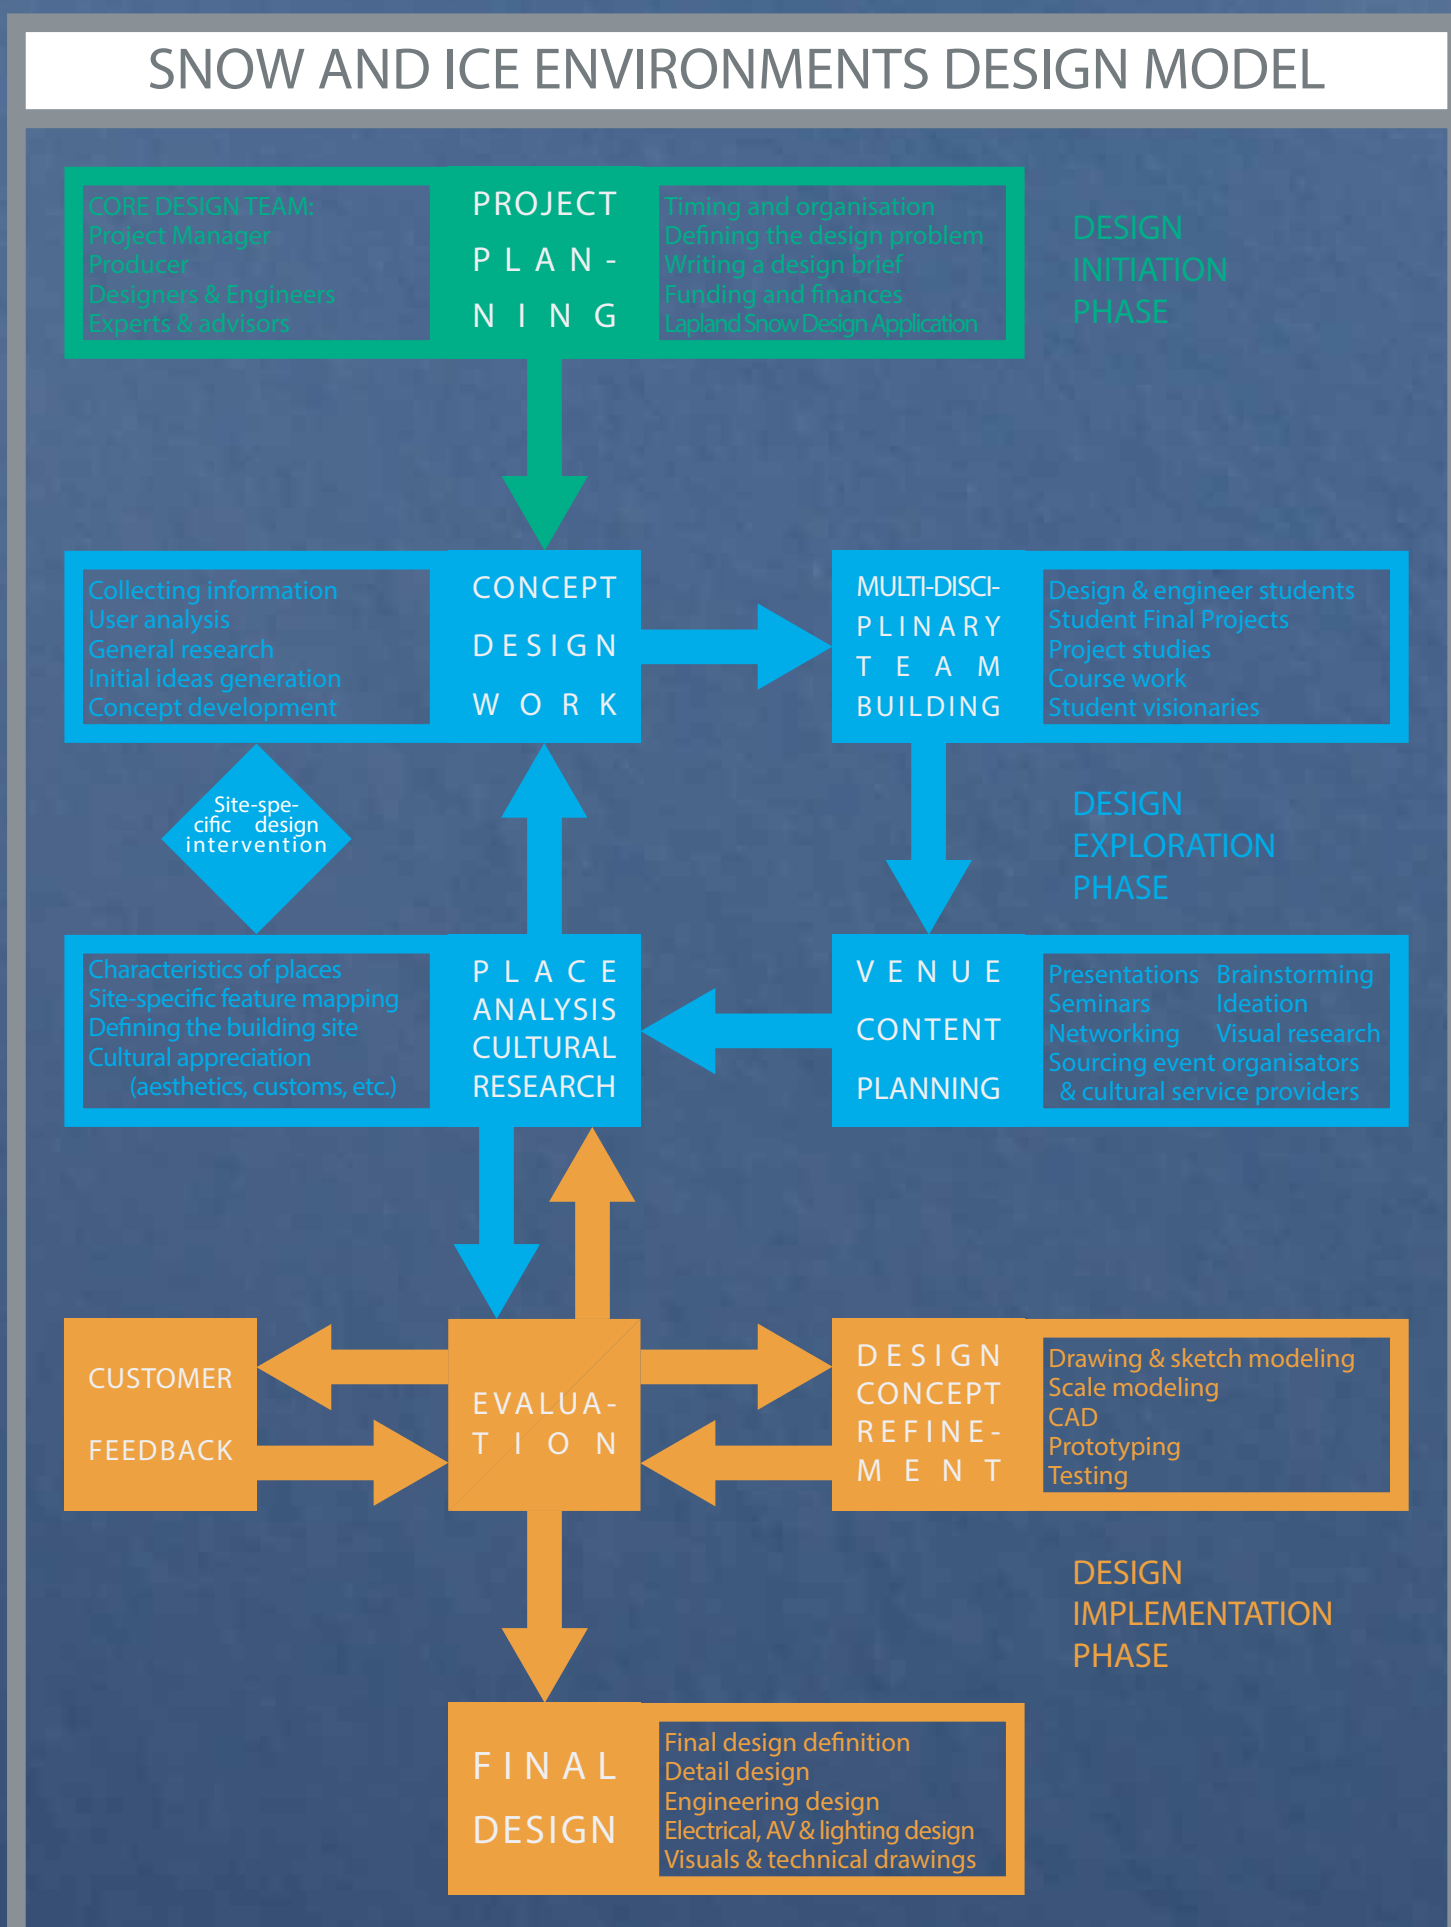 SNOW AND ICE ENVIRONMENTS DESIGN MODEL
CORE DESIGN TEAM:
Project Manager
Producer
Designers & Engineers
Experts & advisors
PROJECT
PLAN-
NING
Timing and organisation
Defining the design problem
Writing a design brief
Funding and finances
Lapland Snow Design Application
DESIGN
INITIATION
PHASE
Collecting information
User analysis
General research
Initial ideas generation
Concept development
CONCEPT
DESIGN
WORK
MULTI-DISCI-
PLINARY
TEAM
BUILDING
Design & engineer students
Student Final Projects
Project studies
Course work
Student visionaries
Site-spe-
cific design
intervention
DESIGN
EXPLORATION
PHASE
Characteristics of places
Site-specific feature mapping
Defining the building site
Cultural appreciation
(aesthetics, customs, etc.)
PLACE
ANALYSIS
CULTURAL
RESEARCH
VENUE
CONTENT
PLANNING
Presentations Brainstorming
Seminars Ideation
Networking Visual research
Sourcing event organisators
& cultural service providers
CUSTOMER
FEEDBACK
EVALUA-
TION
DESIGN
CONCEPT
REFINE-
MENT
Drawing & sketch modeling
Scale modeling
CAD
Prototyping
Testing
DESIGN
IMPLEMENTATION
PHASE
FINAL
DESIGN
Final design definition
Detail design
Engineering design
Electrical, AV & lighting design
Visuals & technical drawings